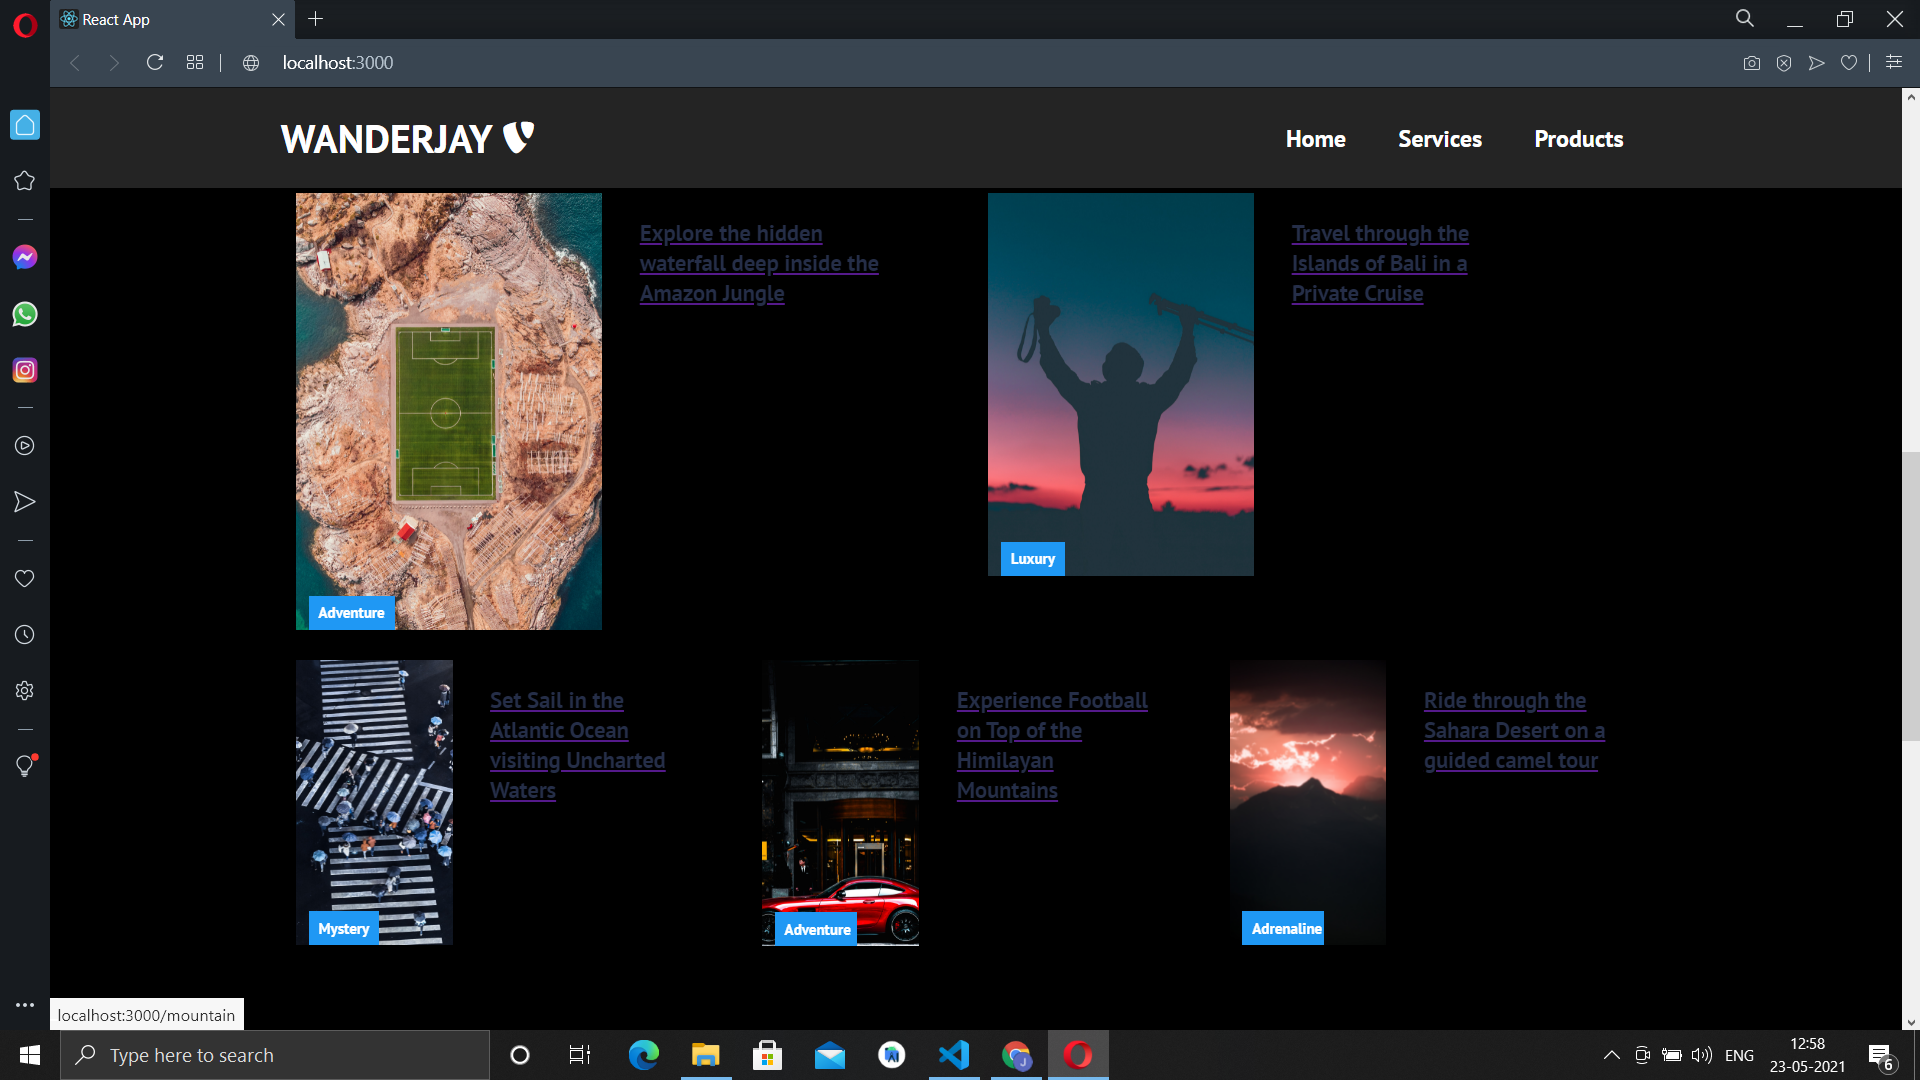 React App
localhost:3000
WANDERJAY
Home
Services
Products
Explore the hidden
waterfall deep inside the
Amazon Jungle
Travel through the
Islands of Bali in a
Private Cruise
Luxury
Adventure
Set Sail in the
Atlantic Ocean
visiting Uncharted
Waters
Experience Football
on Top of the
Himilayan
Mountains
Ride through the
Sahara Desert on a
guided camel tour
Mystery
Adventure
Adrenaline
localhost:3000/mountain
Type here to search
J
ENG
12:58
23-05-2021
6